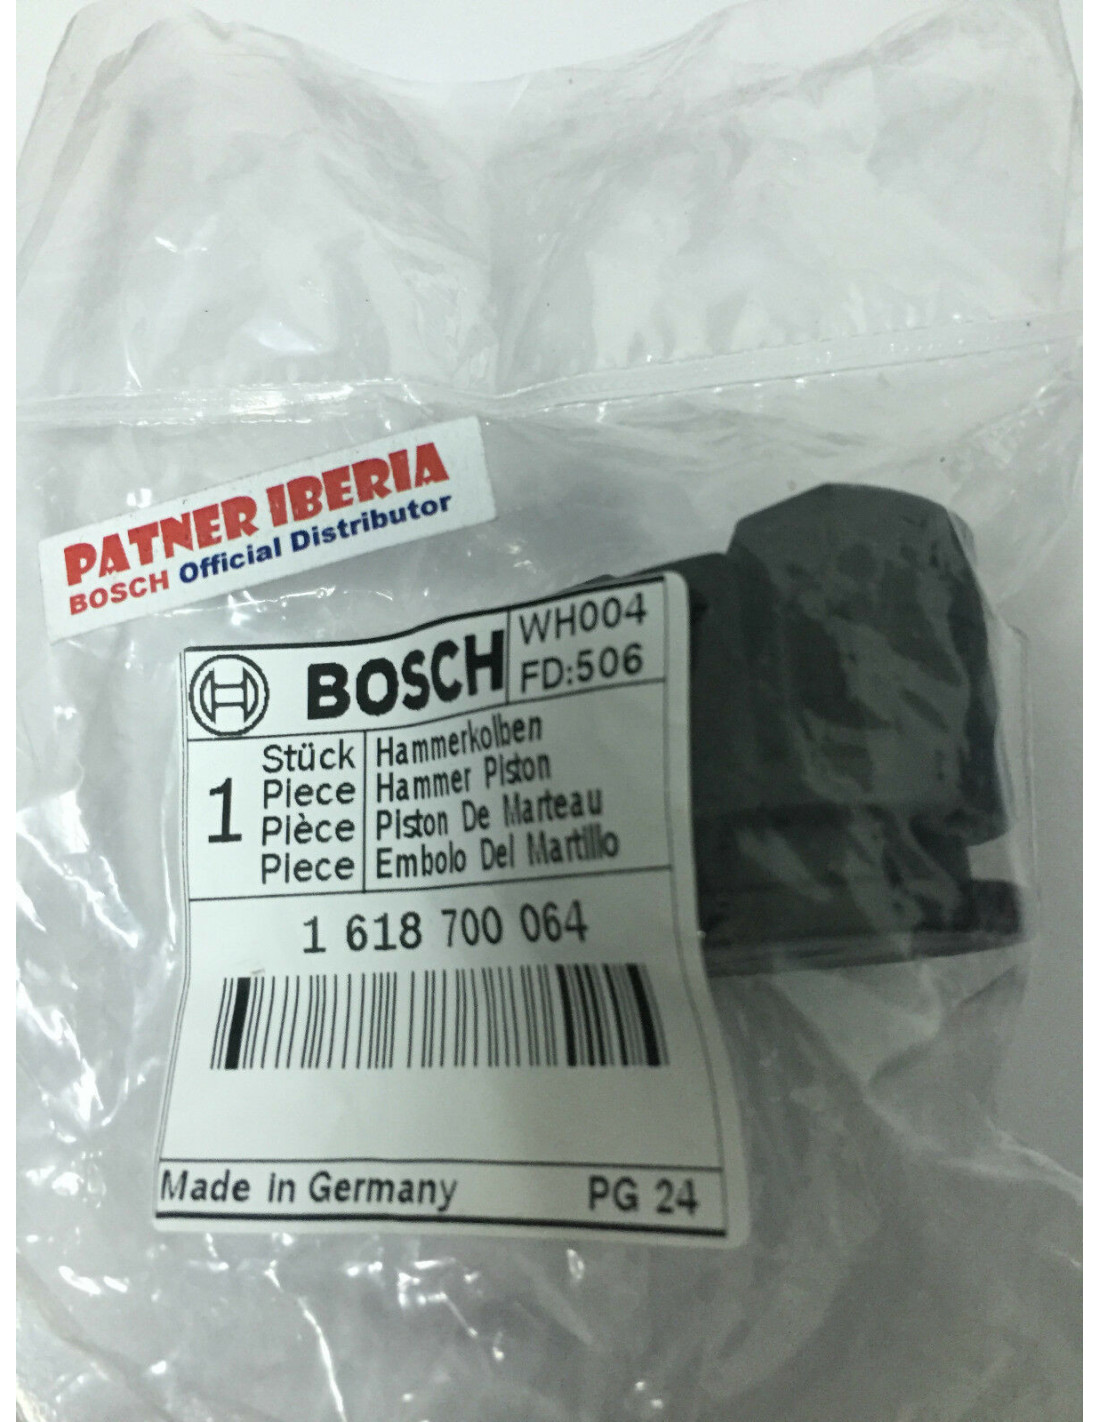 PATNER IBERIA
BOSCH Official Distributor
BOSCH
WH004
FD:506
1
Stück
Piece
Pièce
Piece
Hammerkolben
Hammer Piston
Piston De Marteau
Embolo Del Martillo
1 618 700 064
Made in Germany
PG 24